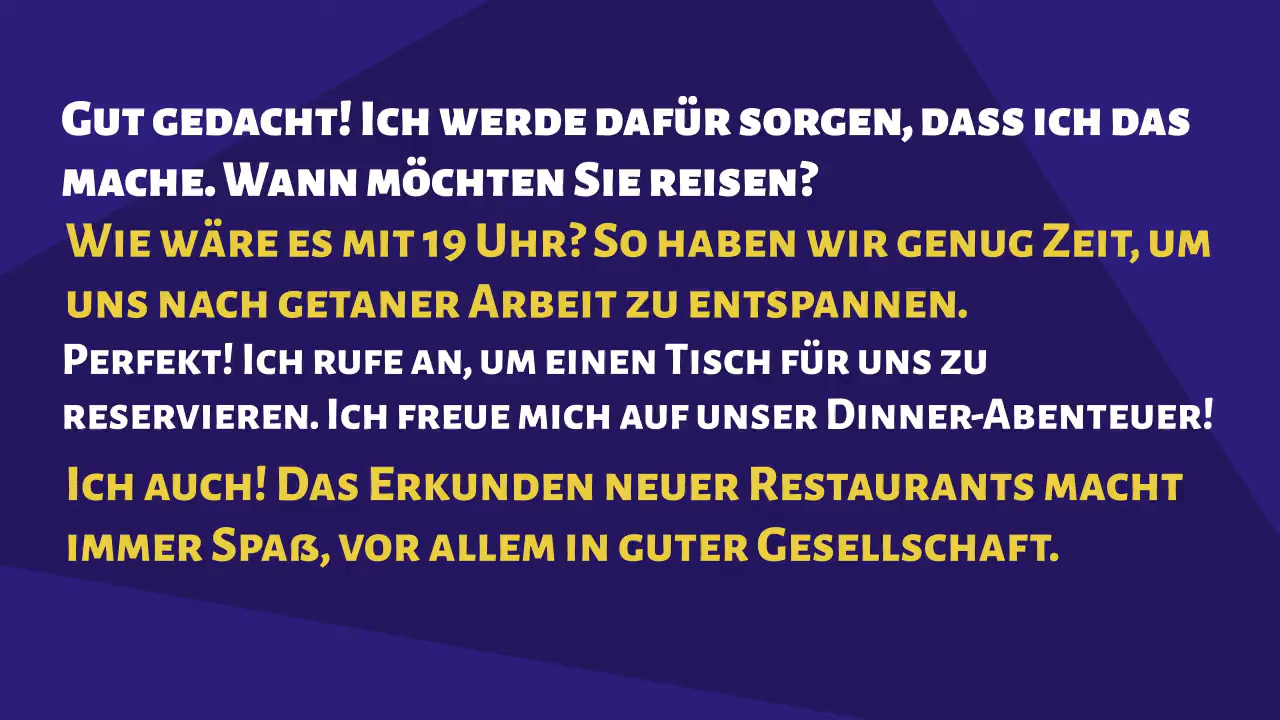 Gut gedacht! Ich werde dafür sorgen, dass ich das
mache. Wann möchten Sie reisen?
Wie wäre es mit 19 Uhr? So haben wir genug Zeit, um
uns nach getaner Arbeit zu entspannen.
Perfekt! Ich rufe an, um einen Tisch für uns zu
reservieren. Ich freue mich auf unser Dinner-Abenteuer!
Ich auch! Das Erkunden neuer Restaurants macht
immer Spaß, vor allem in guter Gesellschaft.